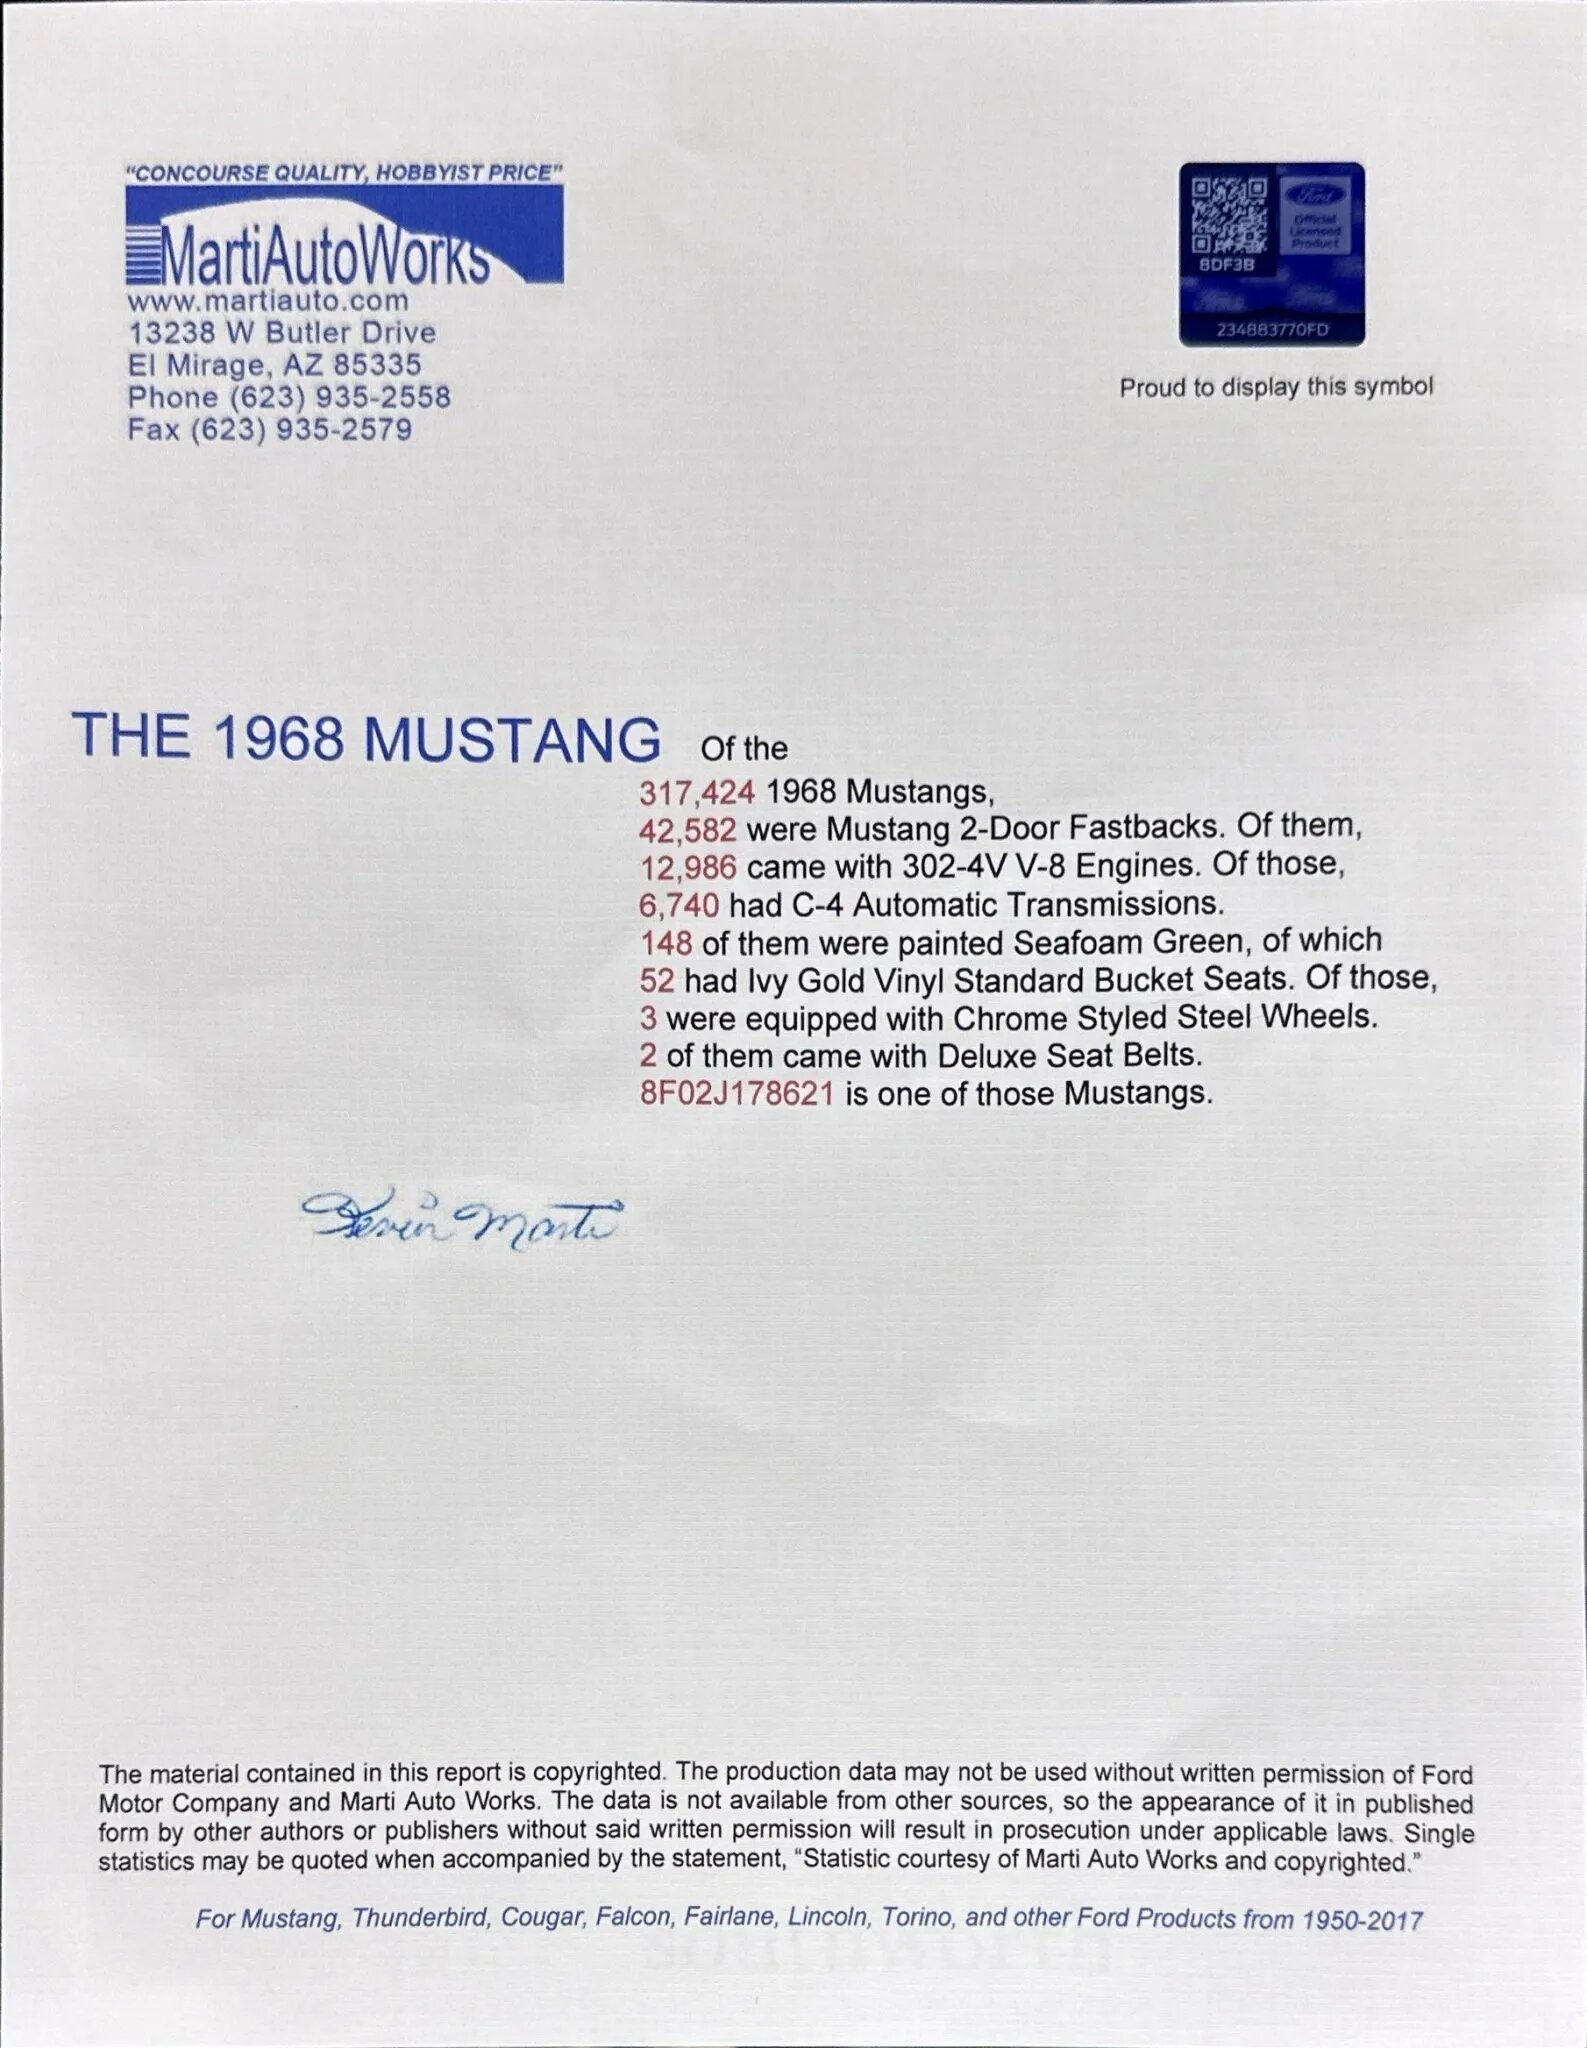 "CONCOURSE QUALITY, HOBBYIST PRICE"
MartiAutoWorks
www.martiauto.com
13238 W Butler Drive
El Mirage, AZ 85335
Phone (623) 935-2558
Fax (623) 935-2579
Ford
Official
Licensed
Product
8DF3B
234883770FD
Proud to display this symbol
THE 1968 MUSTANG Of the
317,424 1968 Mustangs,
42,582 were Mustang 2-Door Fastbacks. Of them,
12,986 came with 302-4V V-8 Engines. Of those,
6,740 had C-4 Automatic Transmissions.
148 of them were painted Seafoam Green, of which
52 had Ivy Gold Vinyl Standard Bucket Seats. Of those,
3 were equipped with Chrome Styled Steel Wheels.
2 of them came with Deluxe Seat Belts.
8F02J178621 is one of those Mustangs.
Kevin Marti
The material contained in this report is copyrighted. The production data may not be used without written permission of Ford
Motor Company and Marti Auto Works. The data is not available from other sources, so the appearance of it in published
form by other authors or publishers without said written permission will result in prosecution under applicable laws. Single
statistics may be quoted when accompanied by the statement, “Statistic courtesy of Marti Auto Works and copyrighted.”
For Mustang, Thunderbird, Cougar, Falcon, Fairlane, Lincoln, Torino, and other Ford Products from 1950-2017